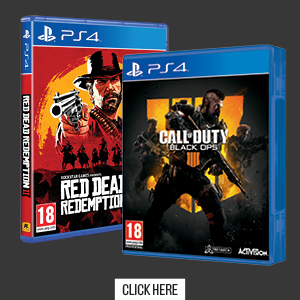 PS4
RED DEAD REDEMPTION II
ROCKSTAR GAMES PRESENTS
RED DEAD
REDEMPTION
18
PS4
CALL OF DUTY
BLACK OPS
18
TREYARCH
ACTIVISION
CLICK HERE